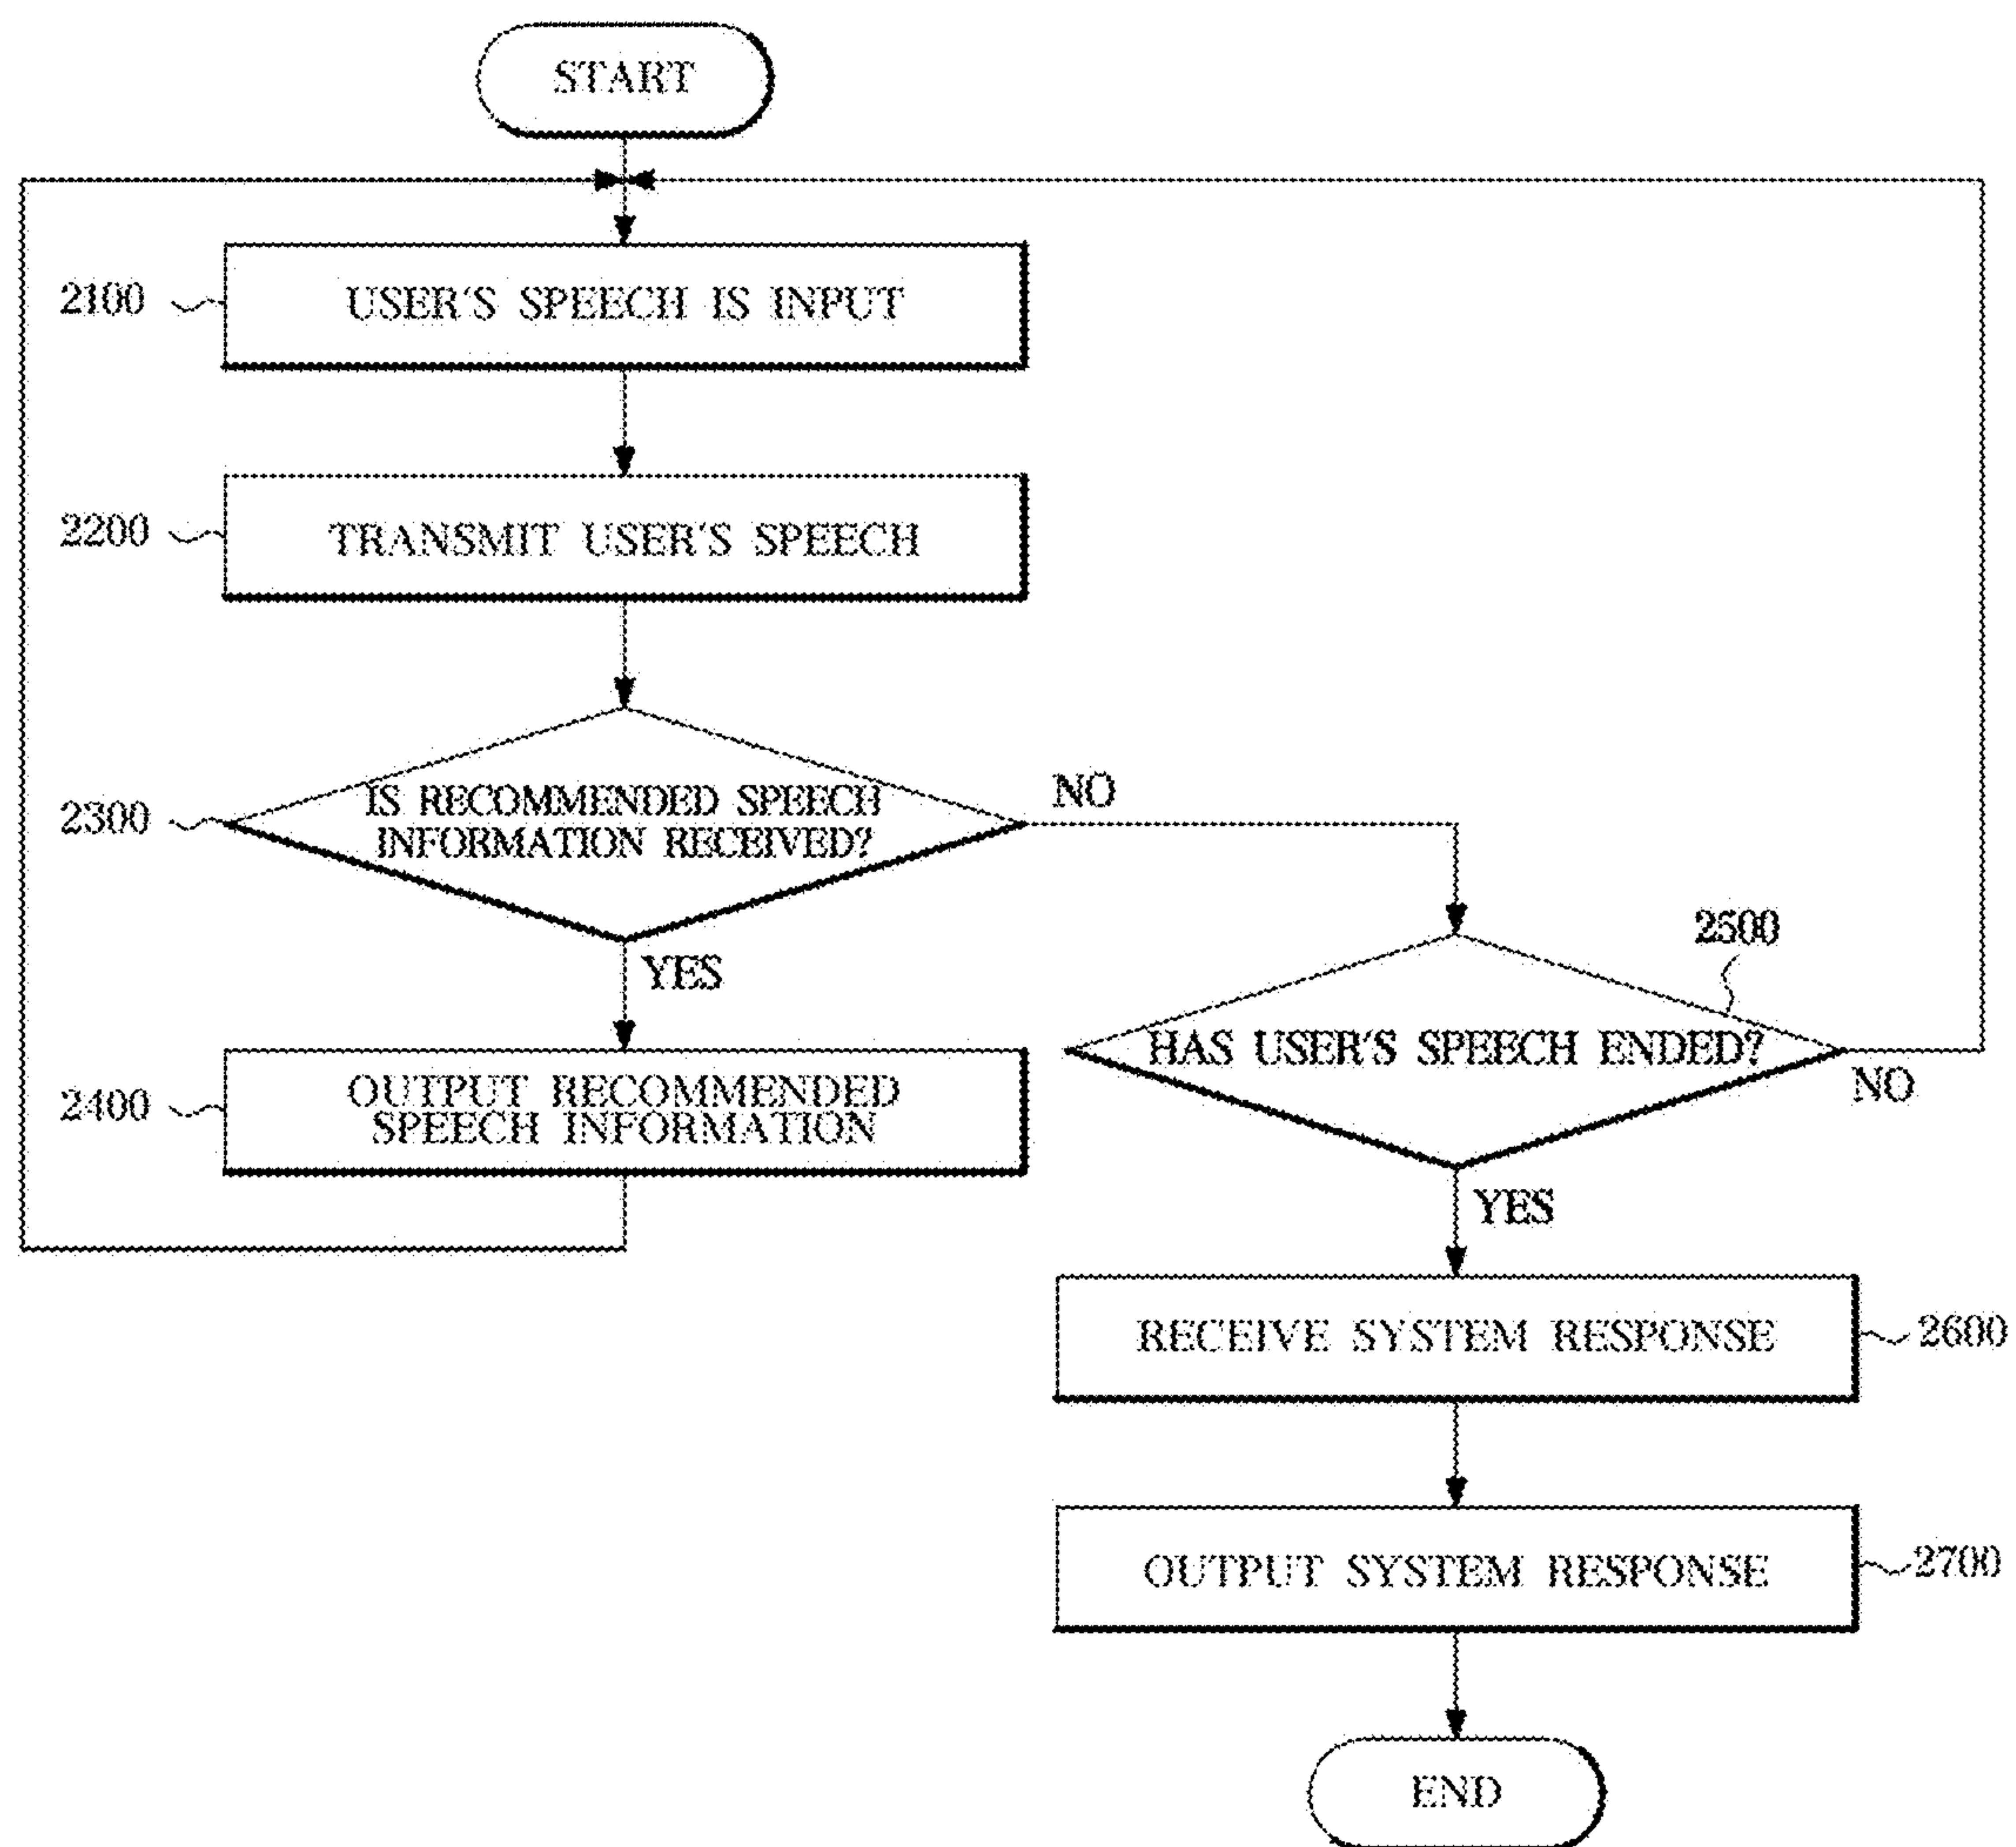 START
2100
USER'S SPEECH IS INPUT
2200
TRANSMIT USER'S SPEECH
2300
IS RECOMMENDED SPEECH
INFORMATION RECEIVED?
NO
YES
2400
OUTPUT RECOMMENDED
SPEECH INFORMATION
2500
HAS USER'S SPEECH ENDED?
NO
YES
RECEIVE SYSTEM RESPONSE
2600
OUTPUT SYSTEM RESPONSE
2700
END